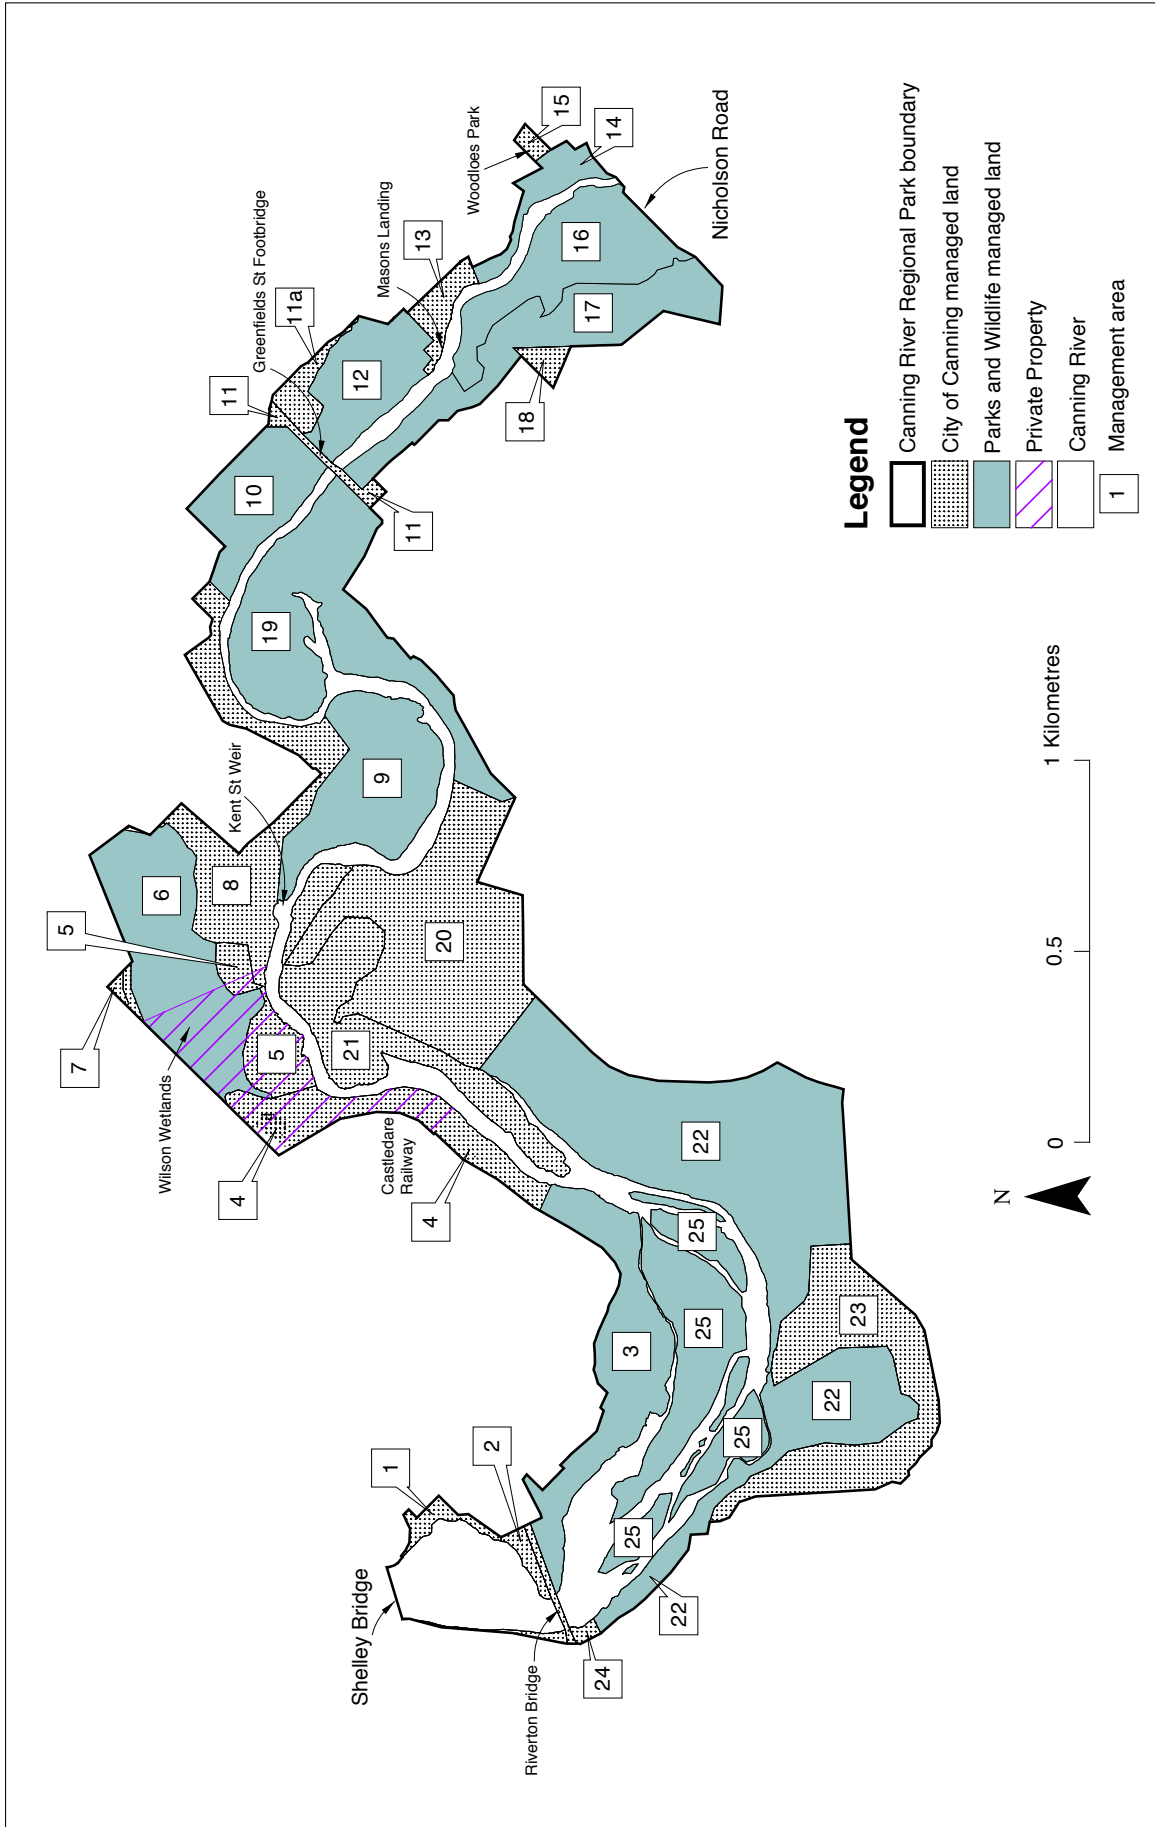 Shelley Bridge
1
2
Riverton Bridge
24
22
25
3
25
25
25
22
23
22
Castledare
Railway
4
4
Wilson Wetlands
7
5
5
6
8
Kent St Weir
21
20
9
19
10
11
11
11a
Greenfields St Footbridge
12
Masons Landing
13
18
17
16
Woodloes Park
15
14
Nicholson Road
N
0
0.5
1 Kilometres
Legend
Canning River Regional Park boundary
City of Canning managed land
Parks and Wildlife managed land
Private Property
Canning River
1
Management area